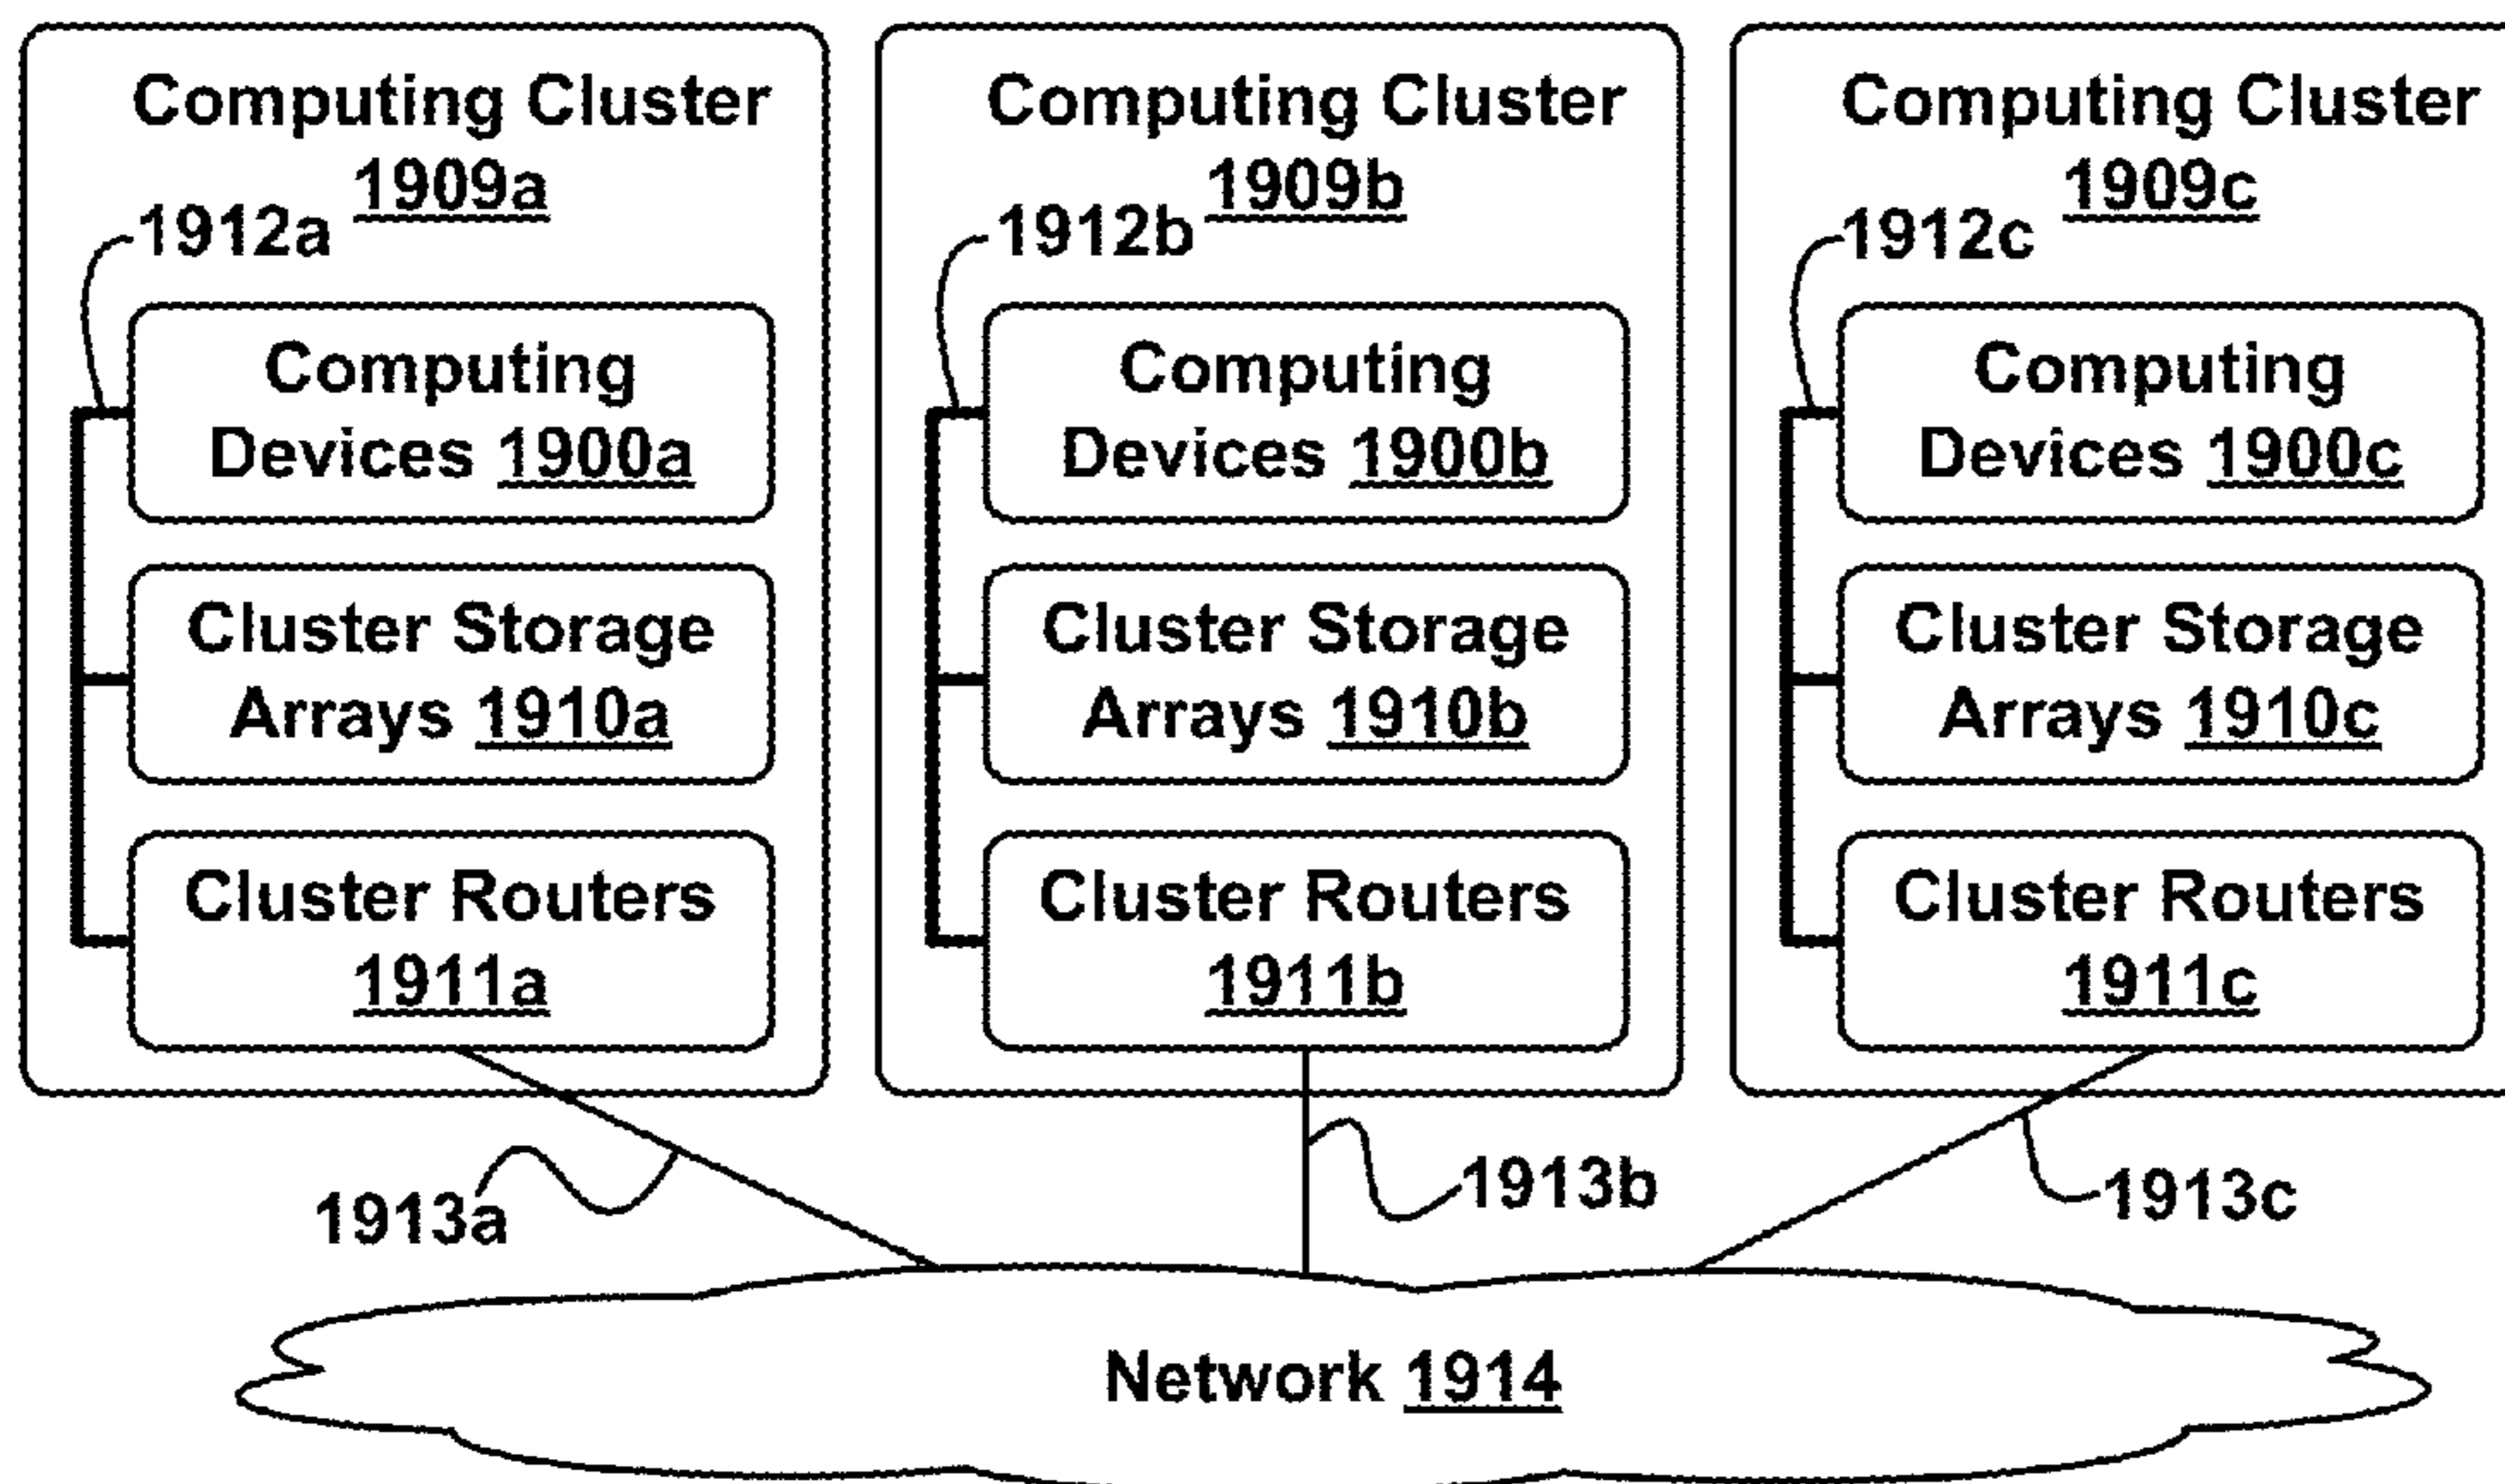 Computing Cluster
1909a
1912a
Computing
Devices 1900a
Cluster Storage
Arrays 1910a
Cluster Routers
1911a
Computing Cluster
1909b
1912b
Computing
Devices 1900b
Cluster Storage
Arrays 1910b
Cluster Routers
1911b
Computing Cluster
1909c
1912c
Computing
Devices 1900c
Cluster Storage
Arrays 1910c
Cluster Routers
1911c
1913a
1913b
1913c
Network 1914